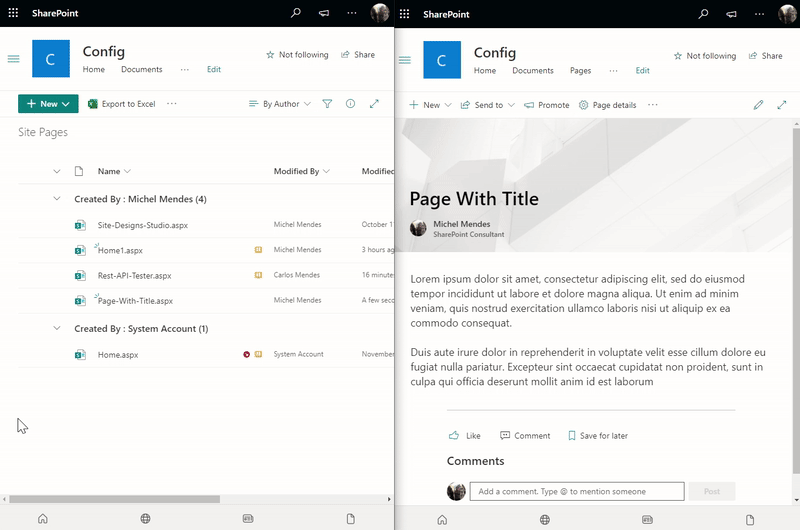 SharePoint
C
Config
Not following
Share
Home Documents ... Edit
New
Export to Excel
...
By Author
Site Pages
Name Modified By Modified
Created By : Michel Mendes (4)
Site-Designs-Studio.aspx Michel Mendes October 1
Home1.aspx Michel Mendes 3 hours ag
Rest-API-Tester.aspx Carlos Mendes 16 minute
Page-With-Title.aspx Michel Mendes A few seco
Created By : System Account (1)
Home.aspx System Account November
SharePoint
C
Config
Not following
Share
Home Documents Pages ... Edit
New Send to Promote Page details ...
Page With Title
Michel Mendes
SharePoint Consultant
Lorem ipsum dolor sit amet, consectetur adipiscing elit, sed do eiusmod
tempor incididunt ut labore et dolore magna aliqua. Ut enim ad minim
veniam, quis nostrud exercitation ullamco laboris nisi ut aliquip ex ea
commodo consequat.
Duis aute irure dolor in reprehenderit in voluptate velit esse cillum dolore eu
fugiat nulla pariatur. Excepteur sint occaecat cupidatat non proident, sunt in
culpa qui officia deserunt mollit anim id est laborum
Like Comment Save for later
Comments
Add a comment. Type @ to mention someone
Post